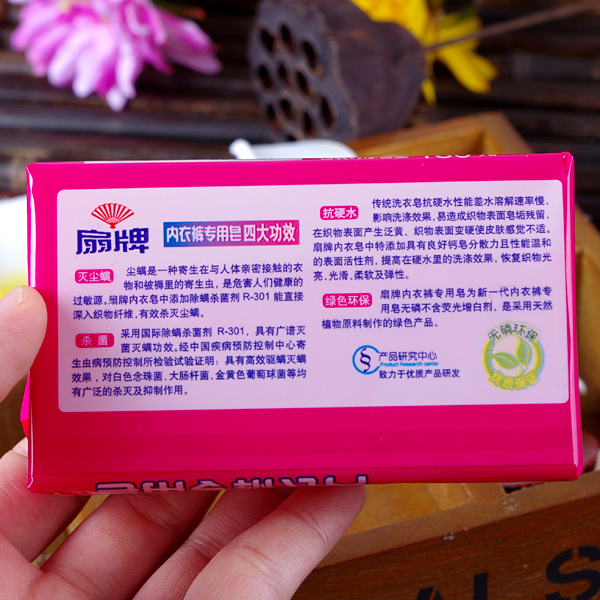 扇牌
内衣裤专用皂四大功效
灭尘螨
尘螨是一种寄生在与人体亲密接触的衣
物和被褥里的寄生虫，是危害人们健康的
过敏源。扇牌内衣皂中添加除螨杀菌剂 R-301 能直接
深入织物纤维，有效杀灭尘螨。
杀菌
采用国际除螨杀菌剂 R-301，具有广谱灭
菌灭螨功效。经中国疾病预防控制中心寄
生虫病预防控制所检验试验证明：具有高效驱螨灭螨
效果，对白色念珠菌、大肠杆菌、金黄色葡萄球菌等均
有广泛的杀灭及抑制作用。
抗硬水
传统洗衣皂抗硬水性能差水溶解速率慢，
影响洗涤效果，易造成织物表面皂垢残留，
在织物表面产生泛黄、织物表面变硬使皮肤感觉不适。
扇牌内衣皂中特添加具有良好钙皂分散力且性能温和
的表面活性剂，提高在硬水里的洗涤效果，恢复织物光
亮、光滑、柔软及弹性。
绿色环保
扇牌内衣裤专用皂为新一代内衣裤专
用皂无磷不含荧光增白剂，是采用天然
植物原料制作的绿色产品。
产品研究中心
Product Research center
致力于优质产品研发
无磷环保